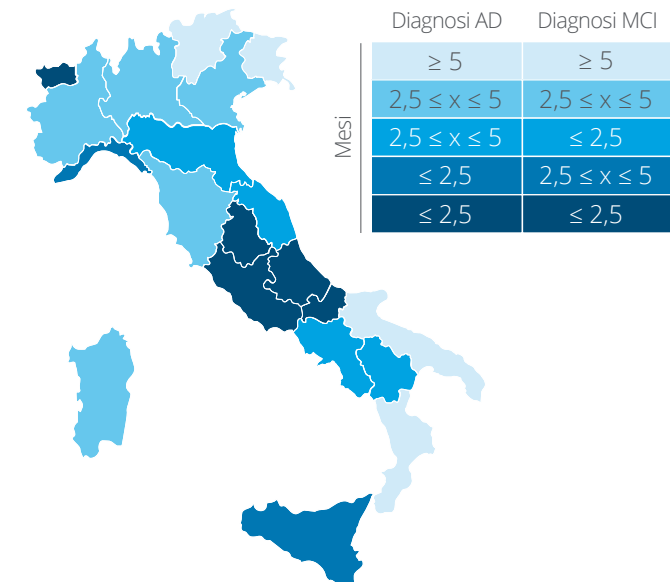 Diagnosi AD Diagnosi MCI
≥ 5 ≥ 5
2,5 ≤ x ≤ 5 2,5 ≤ x ≤ 5
2,5 ≤ x ≤ 5 ≤ 2,5
≤ 2,5 2,5 ≤ x ≤ 5
≤ 2,5 ≤ 2,5
Mesi